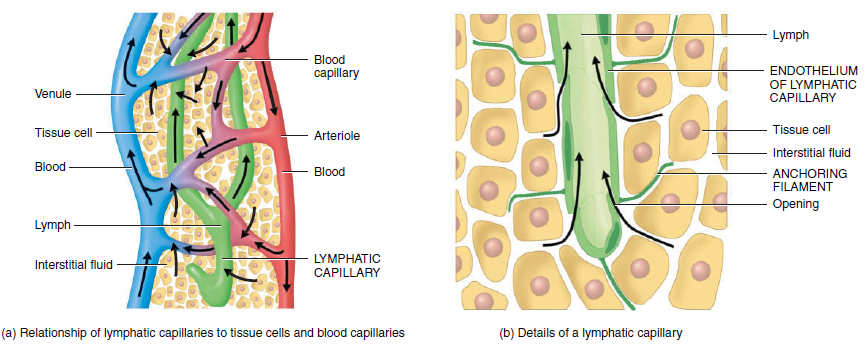 Blood
capillary
Venule
Tissue cell
Arteriole
Blood
Blood
Lymph
LYMPHATIC
CAPILLARY
Interstitial fluid
(a) Relationship of lymphatic capillaries to tissue cells and blood capillaries
Lymph
ENDOTHELIUM
OF LYMPHATIC
CAPILLARY
Tissue cell
Interstitial fluid
ANCHORING
FILAMENT
Opening
(b) Details of a lymphatic capillary